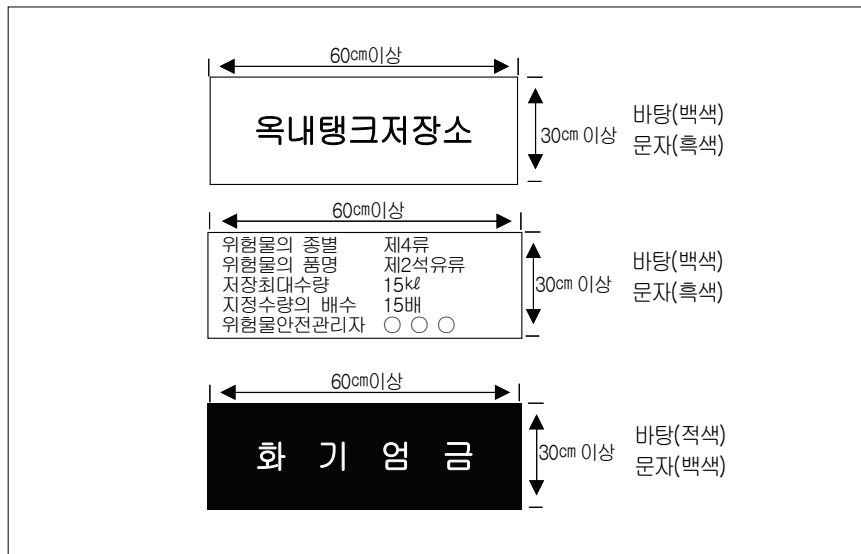 60㎝이상
옥내탱크저장소
30㎝ 이상
바탕(백색)
문자(흑색)
60㎝이상
위험물의 종별 제4류
위험물의 품명 제2석유류
저장최대수량 15㎘
지정수량의 배수 15배
위험물안전관리자 ○ ○ ○
30㎝ 이상
바탕(백색)
문자(흑색)
60㎝이상
화 기 엄 금
30㎝ 이상
바탕(적색)
문자(백색)